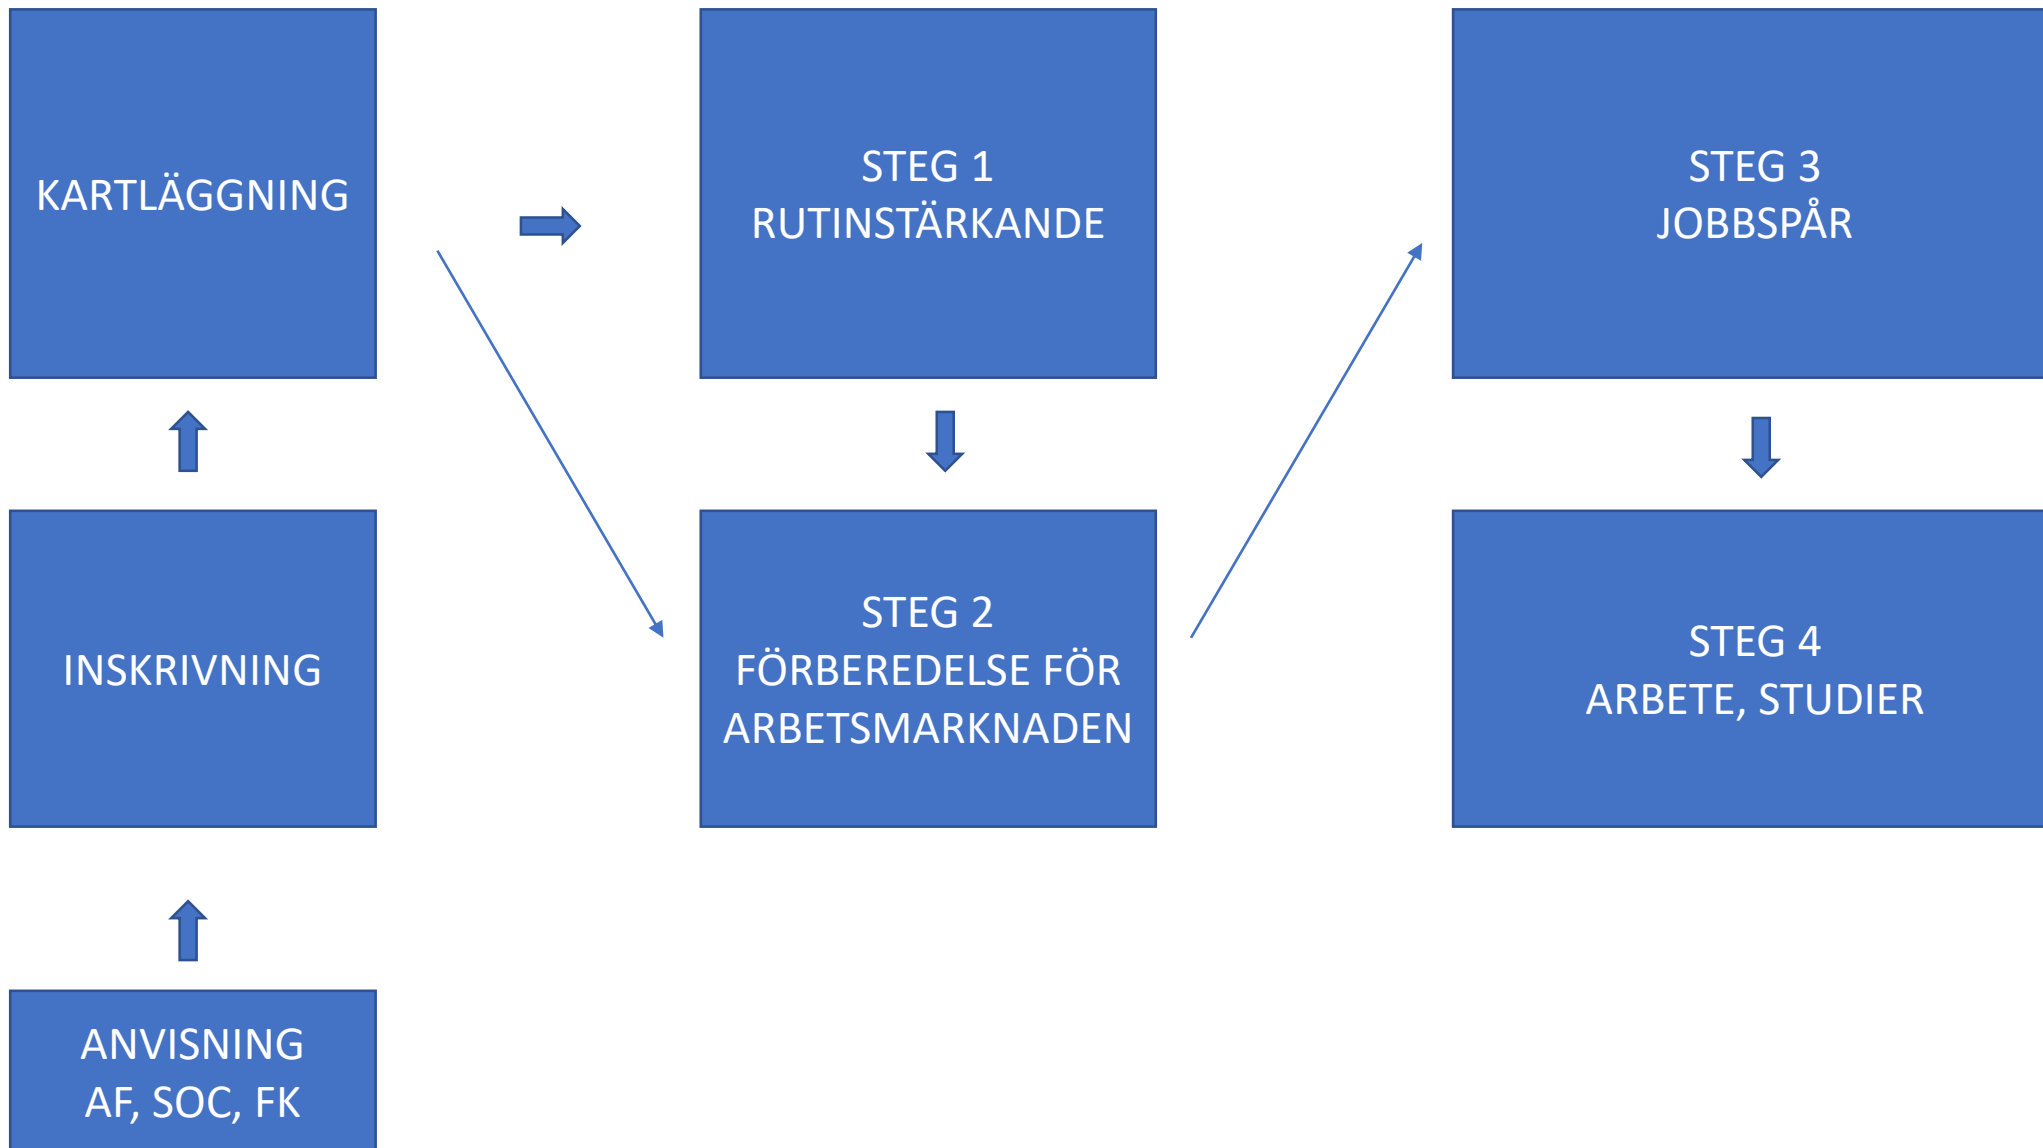 KARTLÄGGNING
STEG 1
RUTINSTÄRKANDE
STEG 3
JOBBSPÅR
INSKRIVNING
STEG 2
FÖRBEREDELSE FÖR
ARBETSMARKNADEN
STEG 4
ARBETE, STUDIER
ANVISNING
AF, SOC, FK